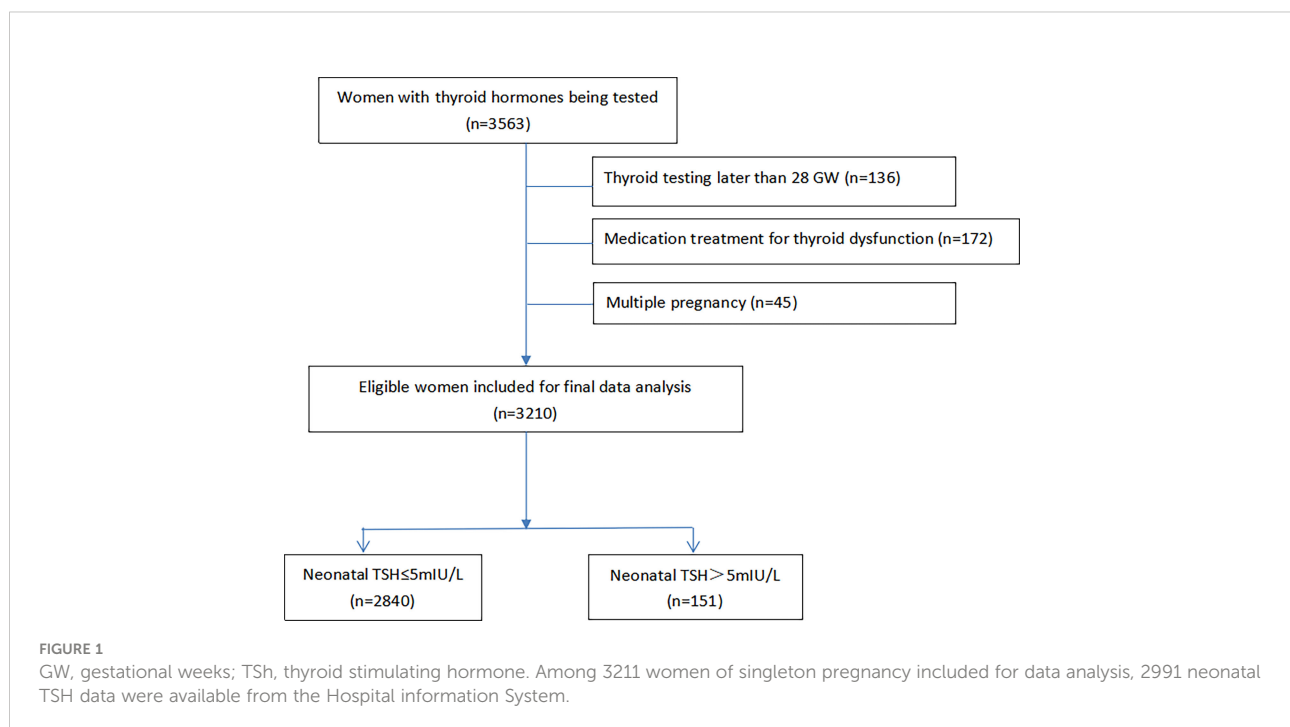 Women with thyroid hormones being tested
(n=3563)
Thyroid testing later than 28 GW (n=136)
Medication treatment for thyroid dysfunction (n=172)
Multiple pregnancy (n=45)
Eligible women included for final data analysis
(n=3210)
Neonatal TSH≤5mIU/L
(n=2840)
Neonatal TSH＞5mIU/L
(n=151)
FIGURE 1
GW, gestational weeks; TSh, thyroid stimulating hormone. Among 3211 women of singleton pregnancy included for data analysis, 2991 neonatal
TSH data were available from the Hospital information System.